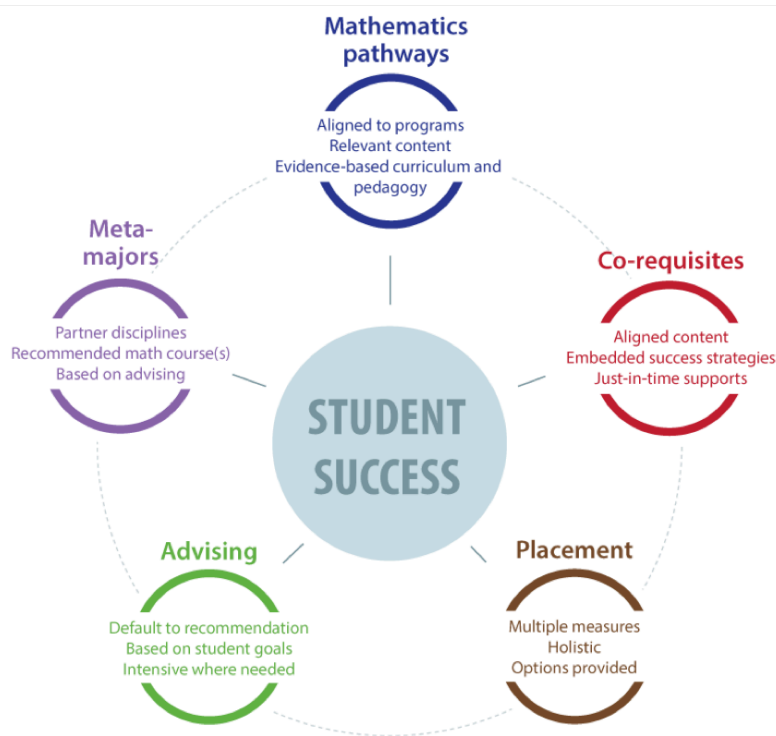 Mathematics
pathways
Aligned to programs
Relevant content
Evidence-based curriculum and
pedagogy
Meta-
majors
Partner disciplines
Recommended math course(s)
Based on advising
Co-requisites
Aligned content
Embedded success strategies
Just-in-time supports
STUDENT
SUCCESS
Advising
Default to recommendation
Based on student goals
Intensive where needed
Placement
Multiple measures
Holistic
Options provided